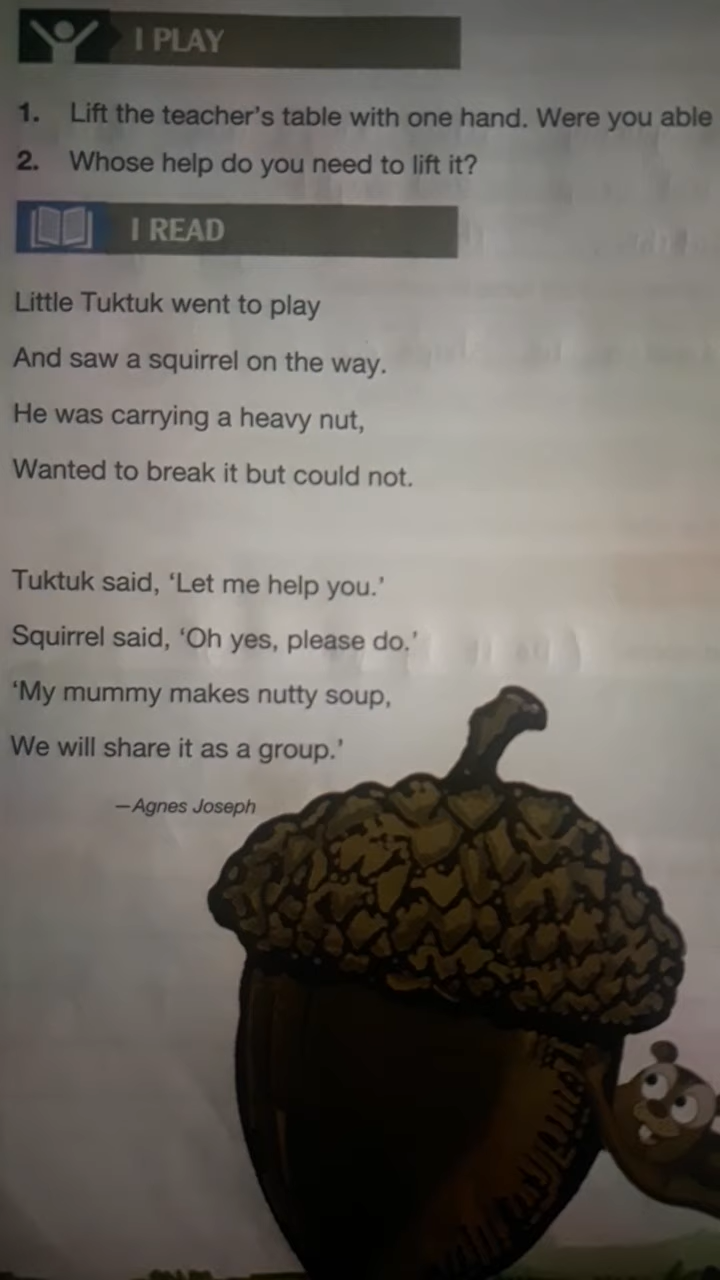 I PLAY
1. Lift the teacher's table with one hand. Were you able
2. Whose help do you need to lift it?
I READ
Little Tuktuk went to play
And saw a squirrel on the way.
He was carrying a heavy nut,
Wanted to break it but could not.
Tuktuk said, ‘Let me help you.’
Squirrel said, ‘Oh yes, please do.’
‘My mummy makes nutty soup,
We will share it as a group.’
—Agnes Joseph